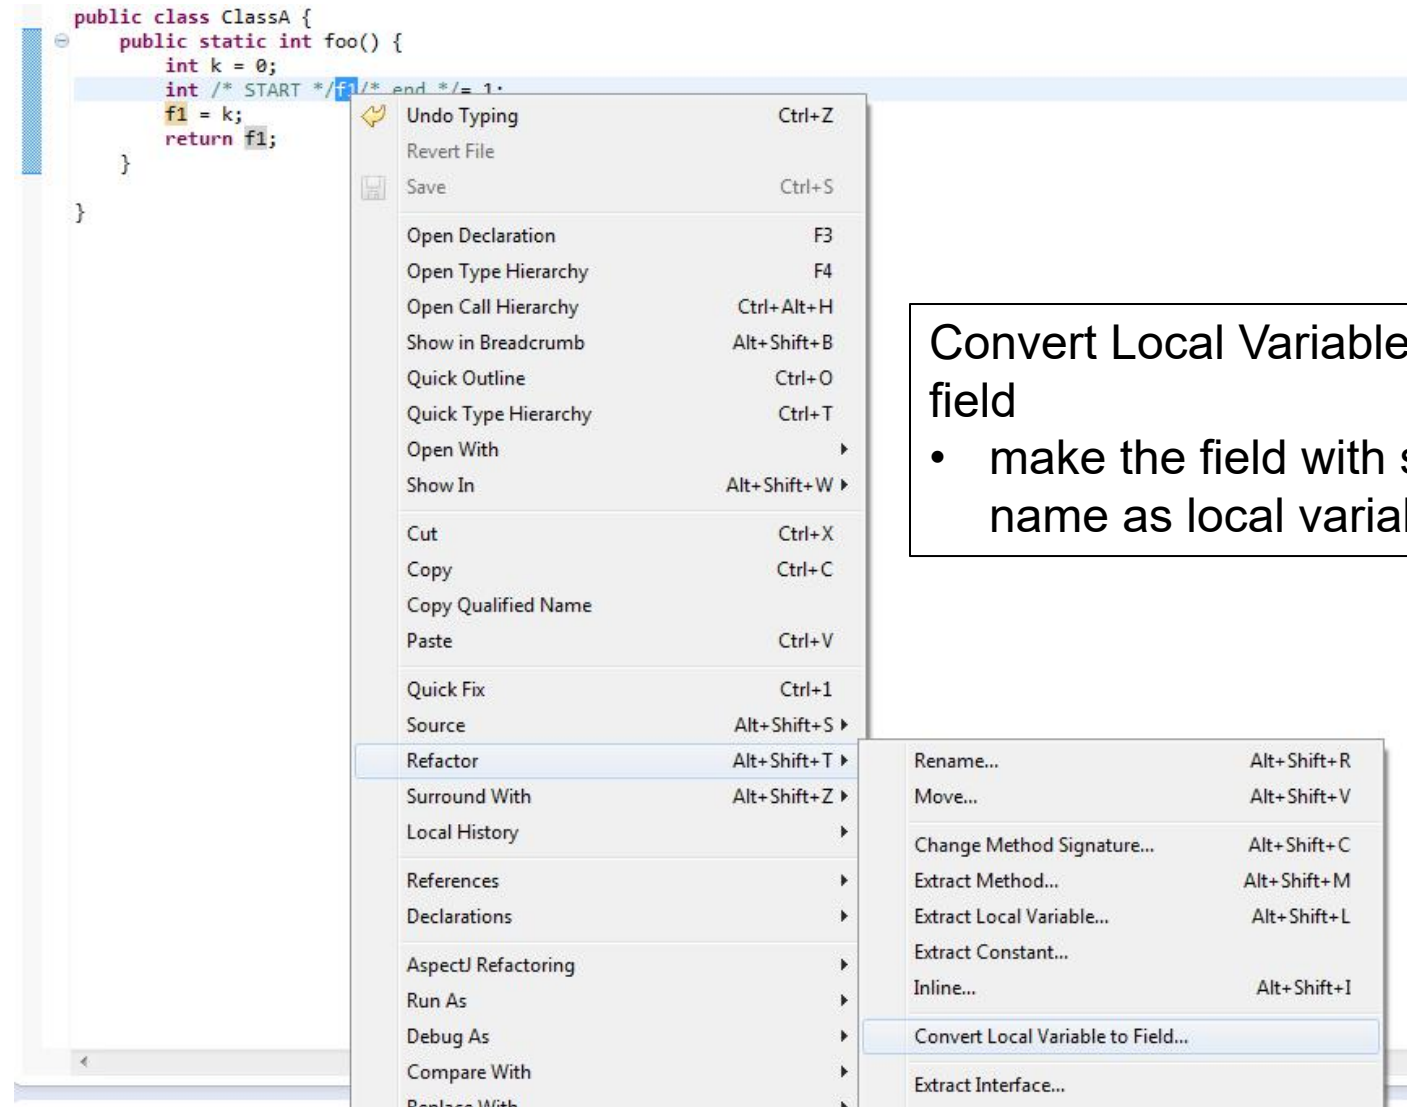 public class ClassA {
public static int foo() {
int k = 0;
int /* START */f1/* end */= 1;
f1 = k;
return f1;
}
}
Undo Typing Ctrl+Z
Revert File
Save Ctrl+S
Open Declaration F3
Open Type Hierarchy F4
Open Call Hierarchy Ctrl+Alt+H
Show in Breadcrumb Alt+Shift+B
Quick Outline Ctrl+O
Quick Type Hierarchy Ctrl+T
Open With
Show In Alt+Shift+W
Cut Ctrl+X
Copy Ctrl+C
Copy Qualified Name
Paste Ctrl+V
Quick Fix Ctrl+1
Source Alt+Shift+S
Refactor Alt+Shift+T
Surround With Alt+Shift+Z
Local History
References
Declarations
AspectJ Refactoring
Run As
Debug As
Compare With
Replace With
Rename... Alt+Shift+R
Move... Alt+Shift+V
Change Method Signature... Alt+Shift+C
Extract Method... Alt+Shift+M
Extract Local Variable... Alt+Shift+L
Extract Constant...
Inline... Alt+Shift+I
Convert Local Variable to Field...
Extract Interface...
Convert Local Variable
field
• make the field with
name as local